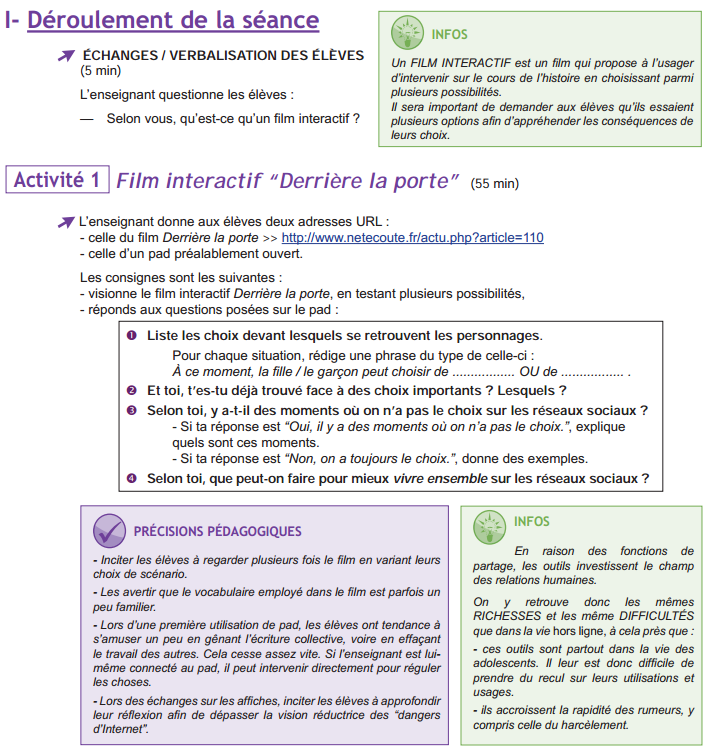 I- Déroulement de la séance
ÉCHANGES / VERBALISATION DES ÉLÈVES
(5 min)
L'enseignant questionne les élèves :
— Selon vous, qu'est-ce qu'un film interactif ?
INFOS
Un FILM INTERACTIF est un film qui propose à l'usager
d'intervenir sur le cours de l'histoire en choisissant parmi
plusieurs possibilités.
Il sera important de demander aux élèves qu'ils essaient
plusieurs options afin d'appréhender les conséquences de
leurs choix.
Activité 1 Film interactif “Derrière la porte” (55 min)
L'enseignant donne aux élèves deux adresses URL :
- celle du film Derrière la porte >> http://www.netecoute.fr/actu.php?article=110
- celle d'un pad préalablement ouvert.
Les consignes sont les suivantes :
- visionne le film interactif Derrière la porte, en testant plusieurs possibilités,
- réponds aux questions posées sur le pad :
❶ Liste les choix devant lesquels se retrouvent les personnages.
Pour chaque situation, rédige une phrase du type de celle-ci :
À ce moment, la fille / le garçon peut choisir de ................. OU de ................. .
❷ Et toi, t'es-tu déjà trouvé face à des choix importants ? Lesquels ?
❸ Selon toi, y a-t-il des moments où on n'a pas le choix sur les réseaux sociaux ?
- Si ta réponse est “Oui, il y a des moments où on n'a pas le choix.”, explique
quels sont ces moments.
- Si ta réponse est “Non, on a toujours le choix.”, donne des exemples.
❹ Selon toi, que peut-on faire pour mieux vivre ensemble sur les réseaux sociaux ?
PRÉCISIONS PÉDAGOGIQUES
- Inciter les élèves à regarder plusieurs fois le film en variant leurs
choix de scénario.
- Les avertir que le vocabulaire employé dans le film est parfois un
peu familier.
- Lors d'une première utilisation de pad, les élèves ont tendance à
s'amuser un peu en gênant l'écriture collective, voire en effaçant
le travail des autres. Cela cesse assez vite. Si l'enseignant est lui-
même connecté au pad, il peut intervenir directement pour réguler
les choses.
- Lors des échanges sur les affiches, inciter les élèves à approfondir
leur réflexion afin de dépasser la vision réductrice des “dangers
d'Internet”.
INFOS
En raison des fonctions de
partage, les outils investissent le champ
des relations humaines.
On y retrouve donc les mêmes
RICHESSES et les même DIFFICULTÉS
que dans la vie hors ligne, à cela près que :
- ces outils sont partout dans la vie des
adolescents. Il leur est donc difficile de
prendre du recul sur leurs utilisations et
usages.
- ils accroissent la rapidité des rumeurs, y
compris celle du harcèlement.